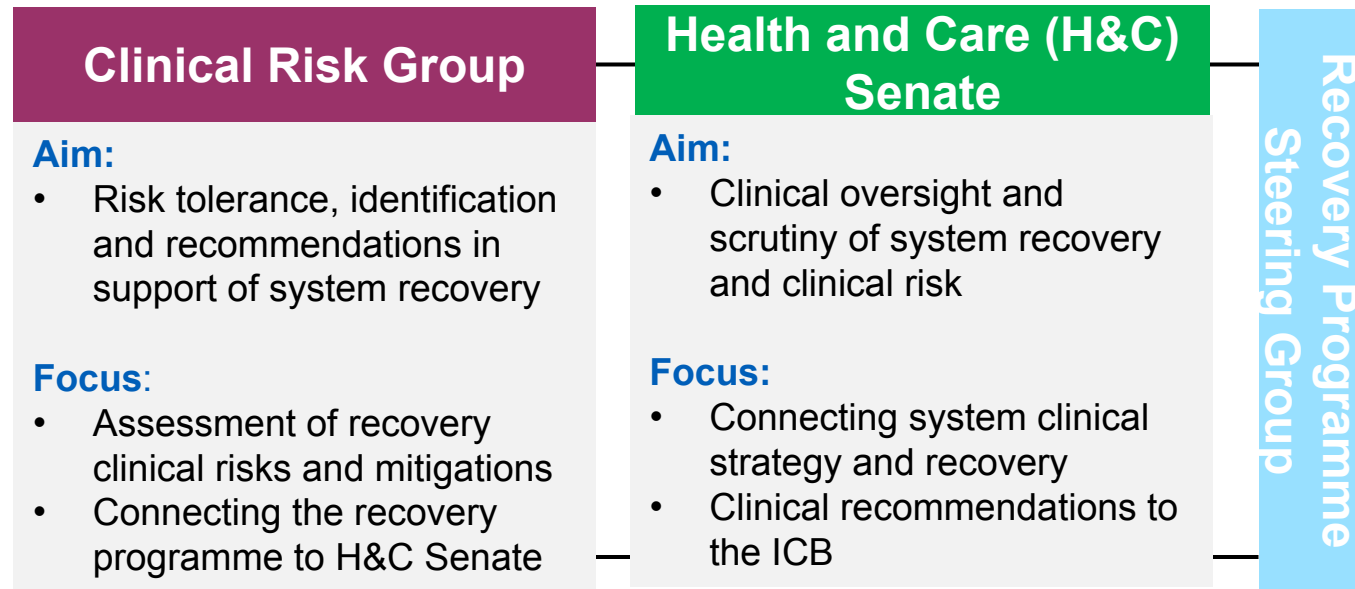 Clinical Risk Group
Aim:
• Risk tolerance, identification
and recommendations in
support of system recovery
Focus:
• Assessment of recovery
clinical risks and mitigations
• Connecting the recovery
programme to H&C Senate
Health and Care (H&C)
Senate
Aim:
• Clinical oversight and
scrutiny of system recovery
and clinical risk
Focus:
• Connecting system clinical
strategy and recovery
• Clinical recommendations to
the ICB
Recovery Programme
Steering Group